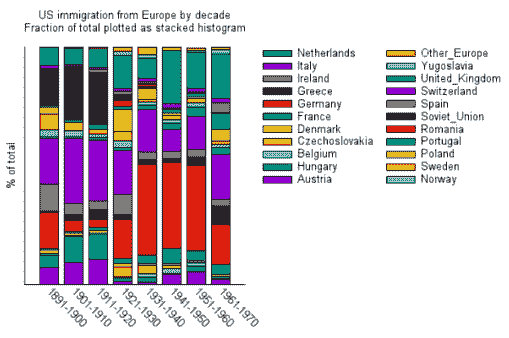 US immigration from Europe by decade
Fraction of total plotted as stacked histogram
% of total
Netherlands
Italy
Ireland
Greece
Germany
France
Denmark
Czechoslovakia
Belgium
Hungary
Austria
Other_Europe
Yugoslavia
United_Kingdom
Switzerland
Spain
Soviet_Union
Romania
Portugal
Poland
Sweden
Norway
1891-1900
1901-1910
1911-1920
1921-1930
1931-1940
1941-1950
1951-1960
1961-1970